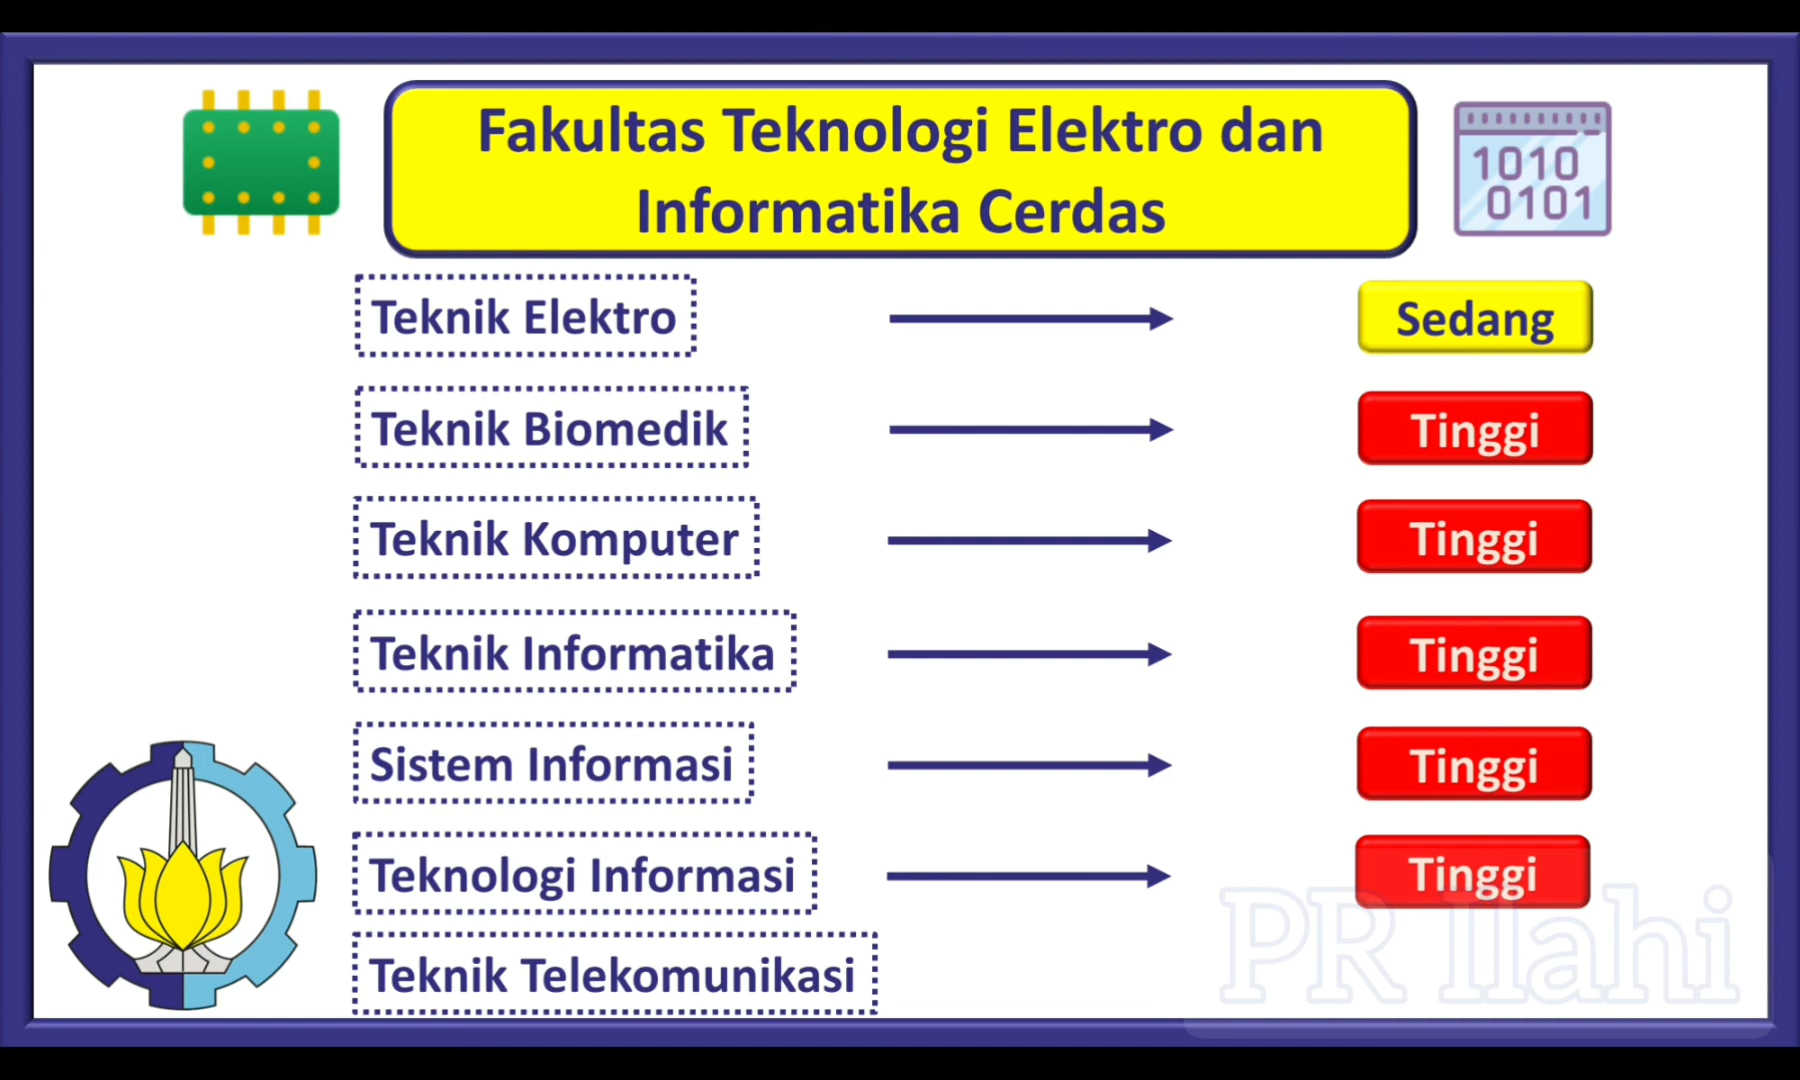 Fakultas Teknologi Elektro dan
Informatika Cerdas
1010
0101
Teknik Elektro
Sedang
Teknik Biomedik
Tinggi
Teknik Komputer
Tinggi
Teknik Informatika
Tinggi
Sistem Informasi
Tinggi
Teknologi Informasi
Tinggi
Teknik Telekomunikasi
PR Ilahi